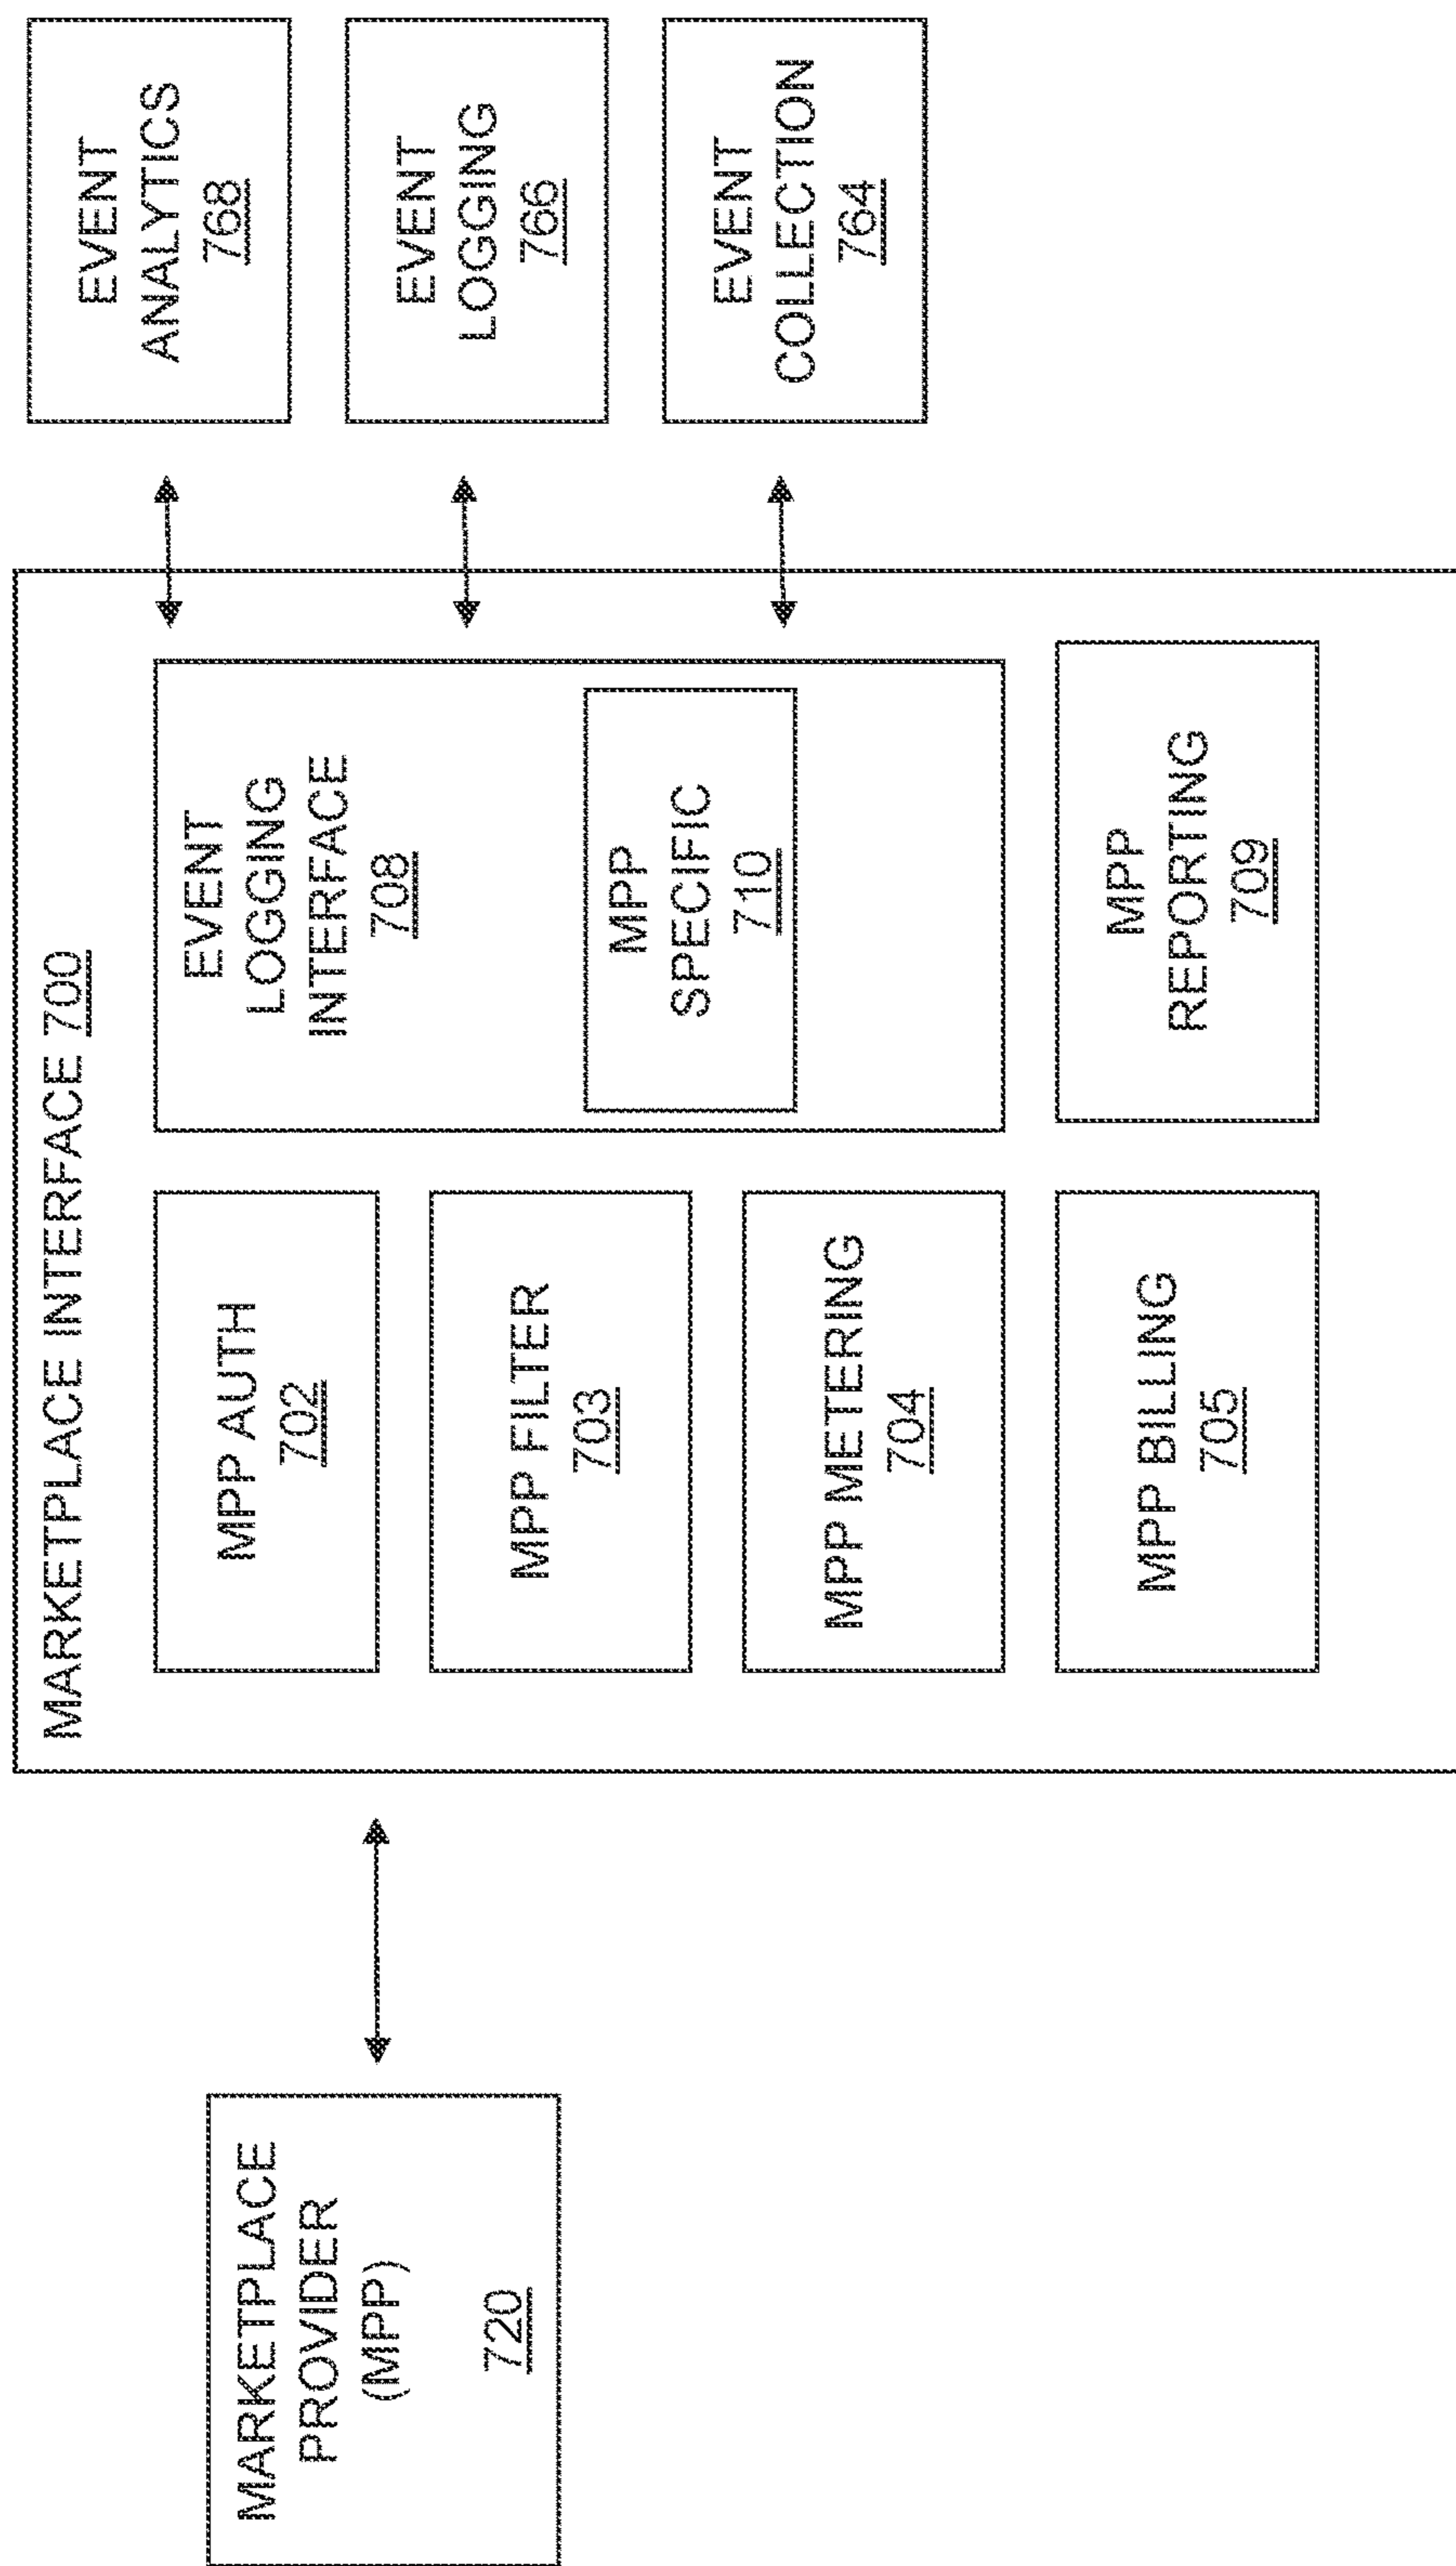 MARKETPLACE
PROVIDER
(MPP)
720
MARKETPLACE INTERFACE 700
MPP AUTH
702
MPP FILTER
703
MPP METERING
704
MPP BILLING
705
EVENT
LOGGING
INTERFACE
708
MPP
SPECIFIC
710
MPP
REPORTING
709
EVENT
ANALYTICS
768
EVENT
LOGGING
766
EVENT
COLLECTION
764